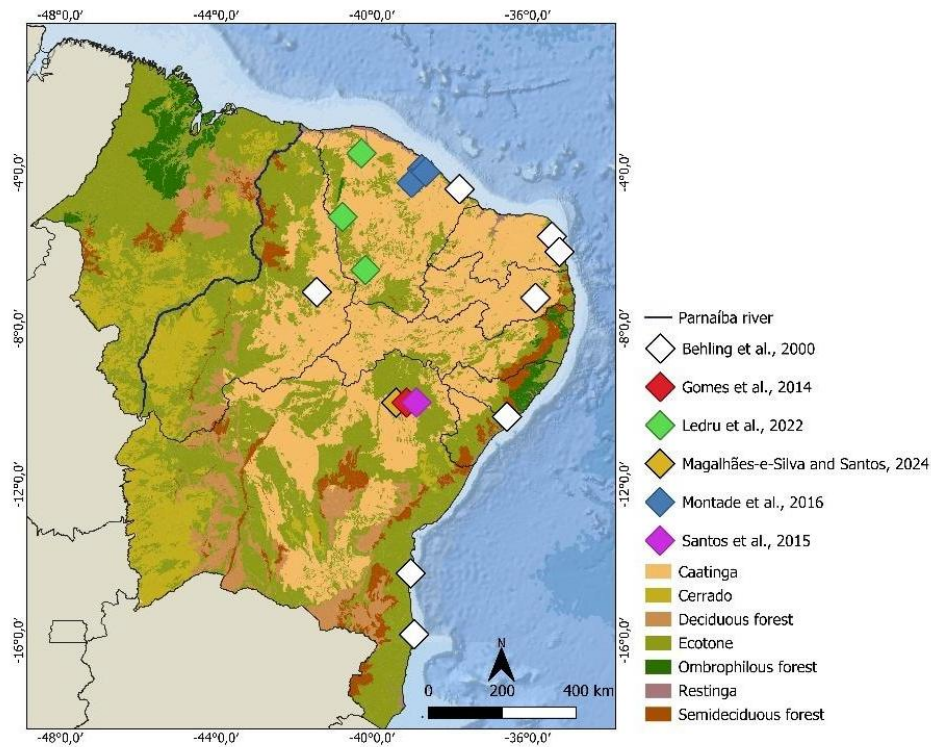 -48°0,0' -44°0,0' -40°0,0' -36°0,0'
-4°0,0' -4°0,0'
-8°0,0' -8°0,0'
-12°0,0' -12°0,0'
-16°0,0' -16°0,0'
Parnaíba river
Behling et al., 2000
Gomes et al., 2014
Ledru et al., 2022
Magalhães-e-Silva and Santos, 2024
Montade et al., 2016
Santos et al., 2015
Caatinga
Cerrado
Deciduous forest
Ecotone
Ombrophilous forest
Restinga
Semideciduous forest
N
0 200 400 km
-48°0,0' -44°0,0' -40°0,0' -36°0,0'